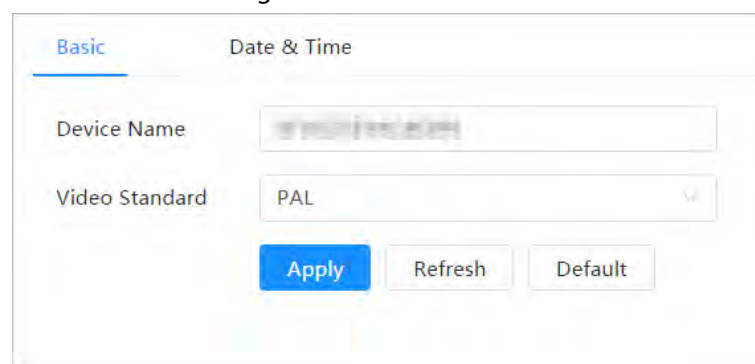 Basic Date & Time
Device Name
Video Standard PAL
Apply Refresh Default